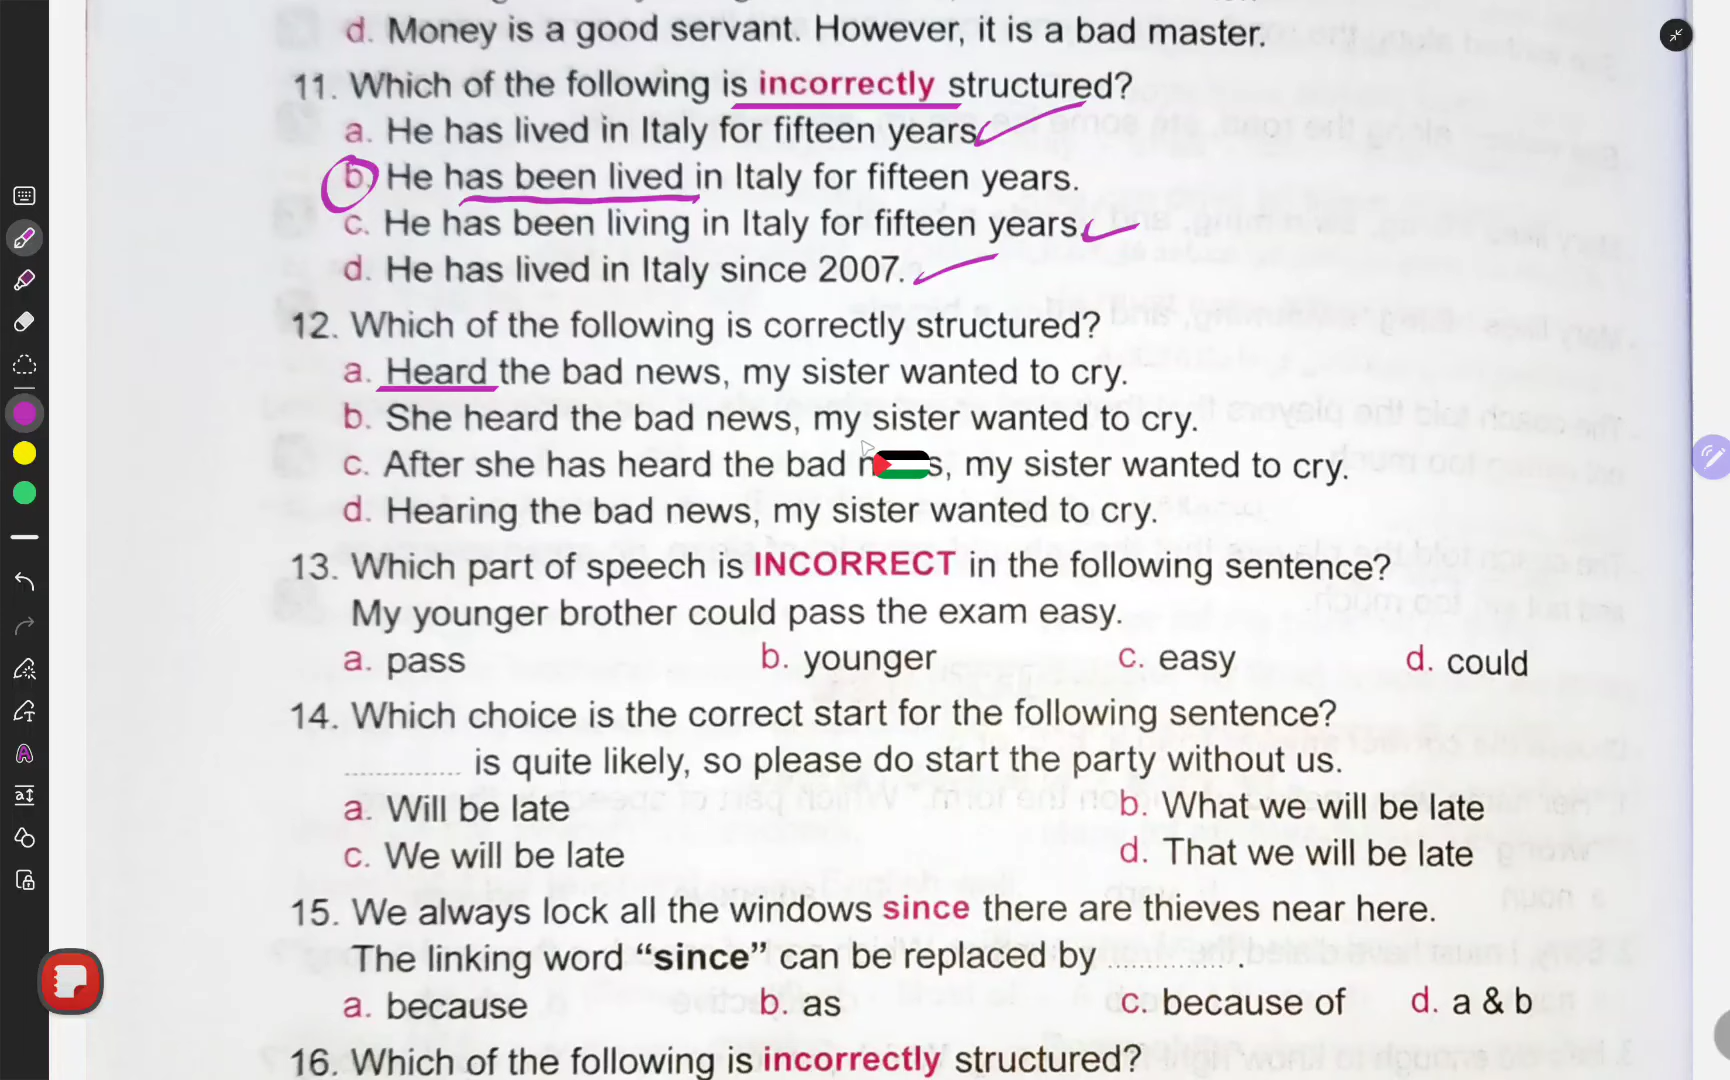 d. Money is a good servant. However, it is a bad master.
11. Which of the following is incorrectly structured?
a. He has lived in Italy for fifteen years
b. He has been lived in Italy for fifteen years.
c. He has been living in Italy for fifteen years.
d. He has lived in Italy since 2007.
12. Which of the following is correctly structured?
a. Heard the bad news, my sister wanted to cry.
b. She heard the bad news, my sister wanted to cry.
c. After she has heard the bad my sister wanted to cry.
d. Hearing the bad news, my sister wanted to cry.
13. Which part of speech is INCORRECT in the following sentence?
My younger brother could pass the exam easy.
a. pass b. younger c. easy d. could
14. Which choice is the correct start for the following sentence?
............ is quite likely, so please do start the party without us.
a. Will be late b. What we will be late
c. We will be late d. That we will be late
15. We always lock all the windows since there are thieves near here.
The linking word “since” can be replaced by ............ .
a. because b. as c. because of d. a & b
16. Which of the following is incorrectly structured?